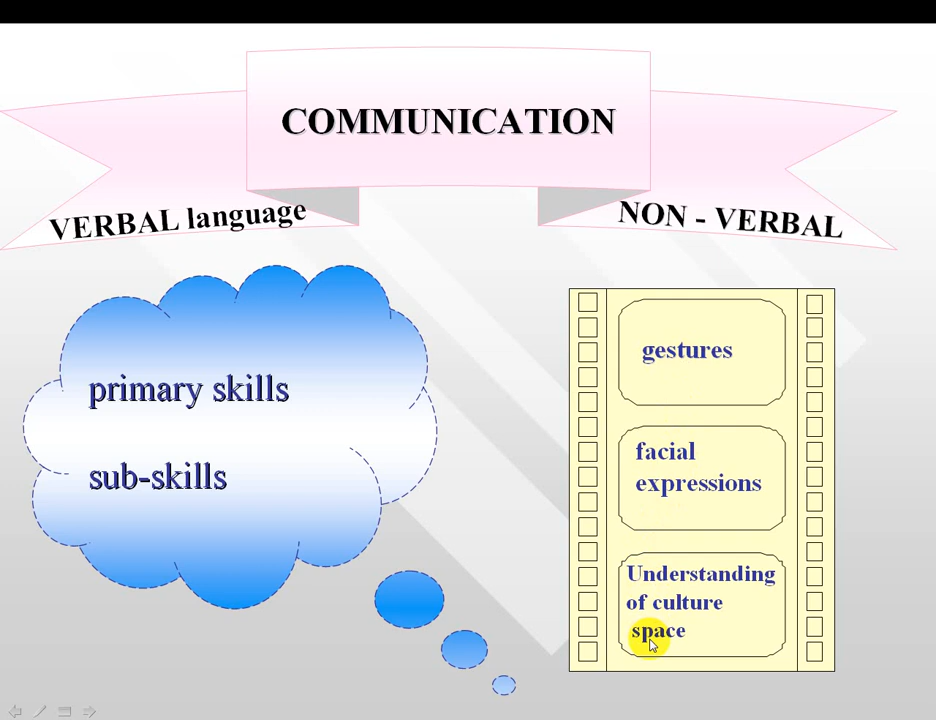 COMMUNICATION
VERBAL language
NON - VERBAL
primary skills
sub-skills
gestures
facial
expressions
Understanding
of culture
space